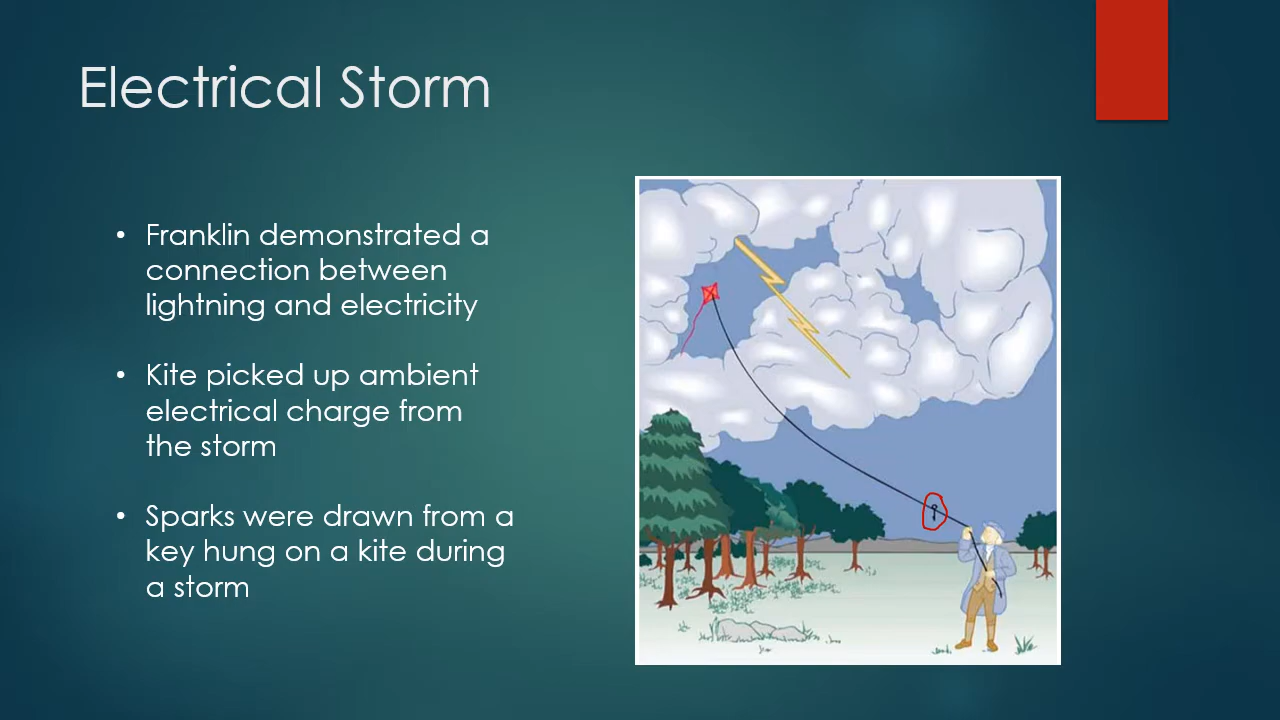 Electrical Storm
• Franklin demonstrated a
connection between
lightning and electricity
• Kite picked up ambient
electrical charge from
the storm
• Sparks were drawn from a
key hung on a kite during
a storm